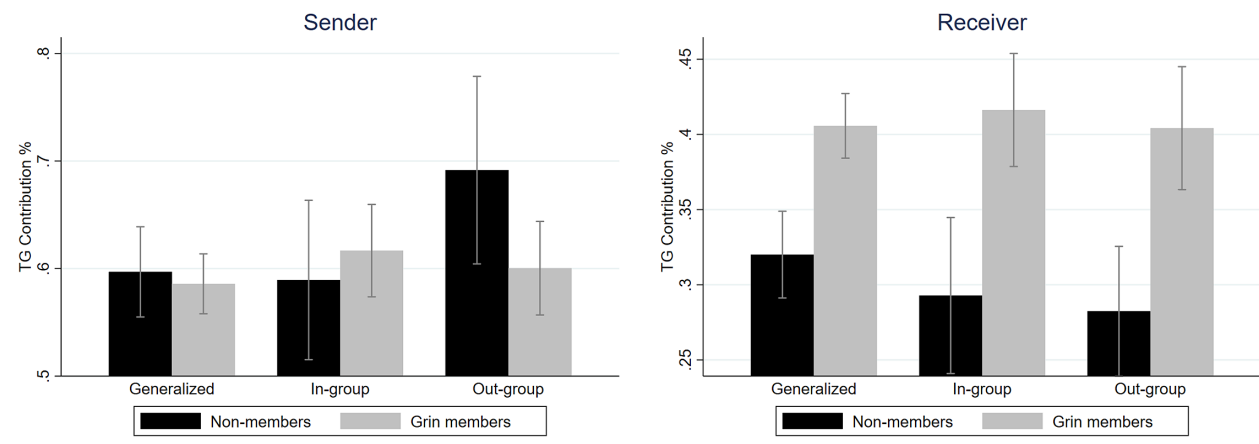 Sender
TG Contribution %
.8
.7
.6
.5
Generalized
In-group
Out-group
Non-members
Grin members
Receiver
TG Contribution %
.45
.4
.35
.3
.25
Generalized
In-group
Out-group
Non-members
Grin members